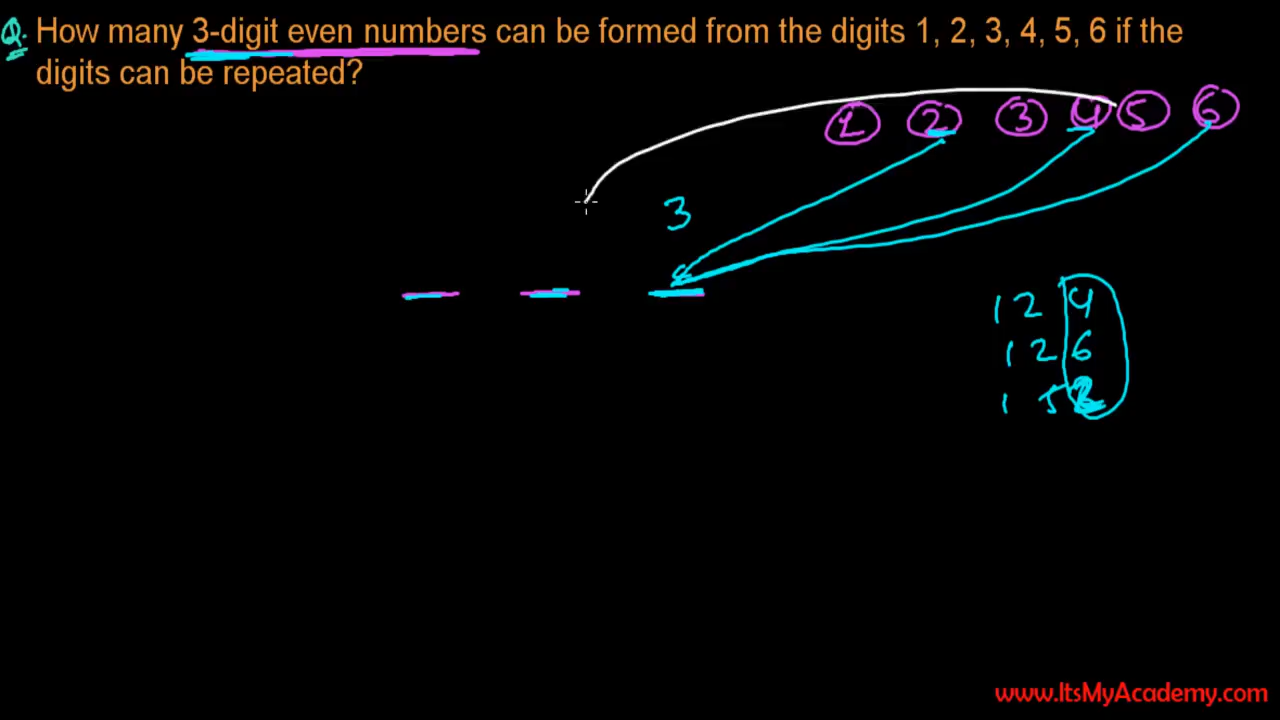 Q. How many 3-digit even numbers can be formed from the digits 1, 2, 3, 4, 5, 6 if the
digits can be repeated?
1 2 3 4 5 6
3
1 2 4
1 2 6
1 5
www.ItsMyAcademy.com